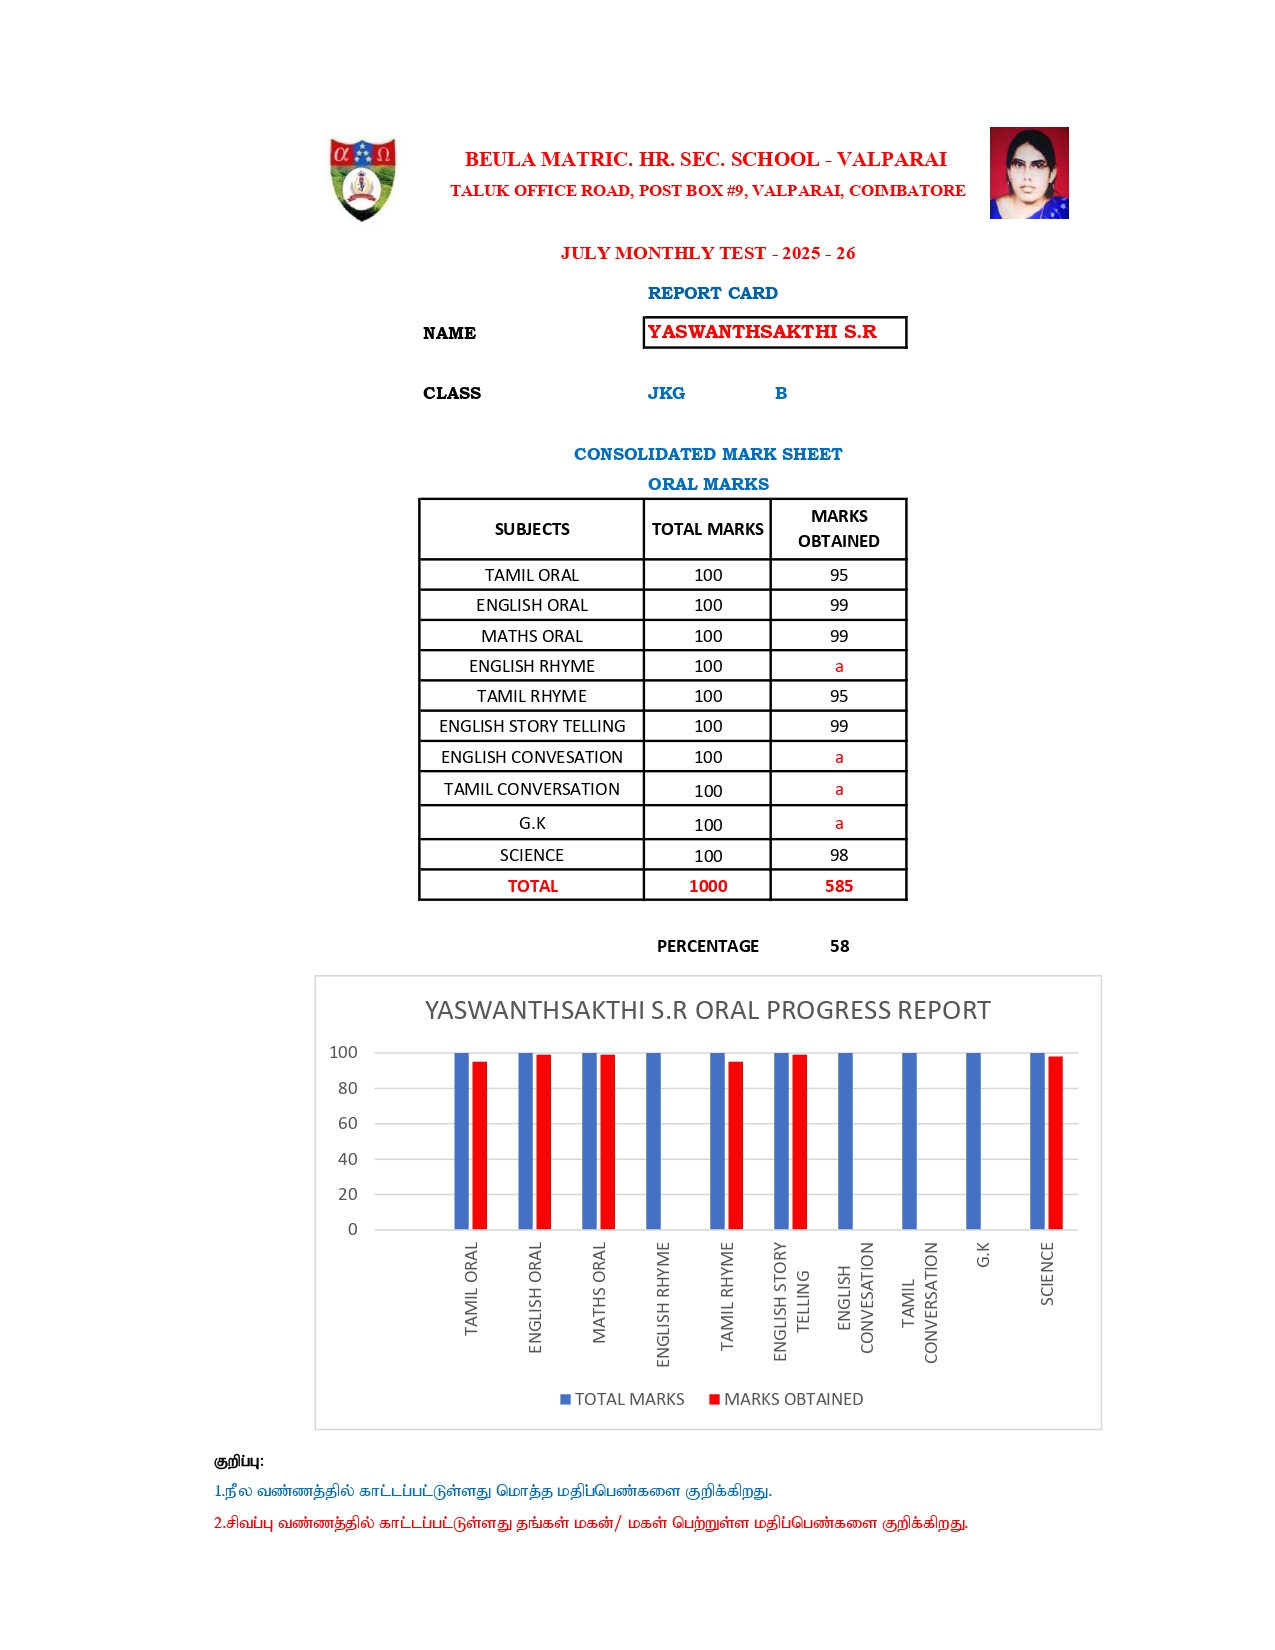 α Ω
BEULA MATRIC. HR. SEC. SCHOOL - VALPARAI
TALUK OFFICE ROAD, POST BOX #9, VALPARAI, COIMBATORE
JULY MONTHLY TEST - 2025 - 26
REPORT CARD
NAME YASWANTHSAKTHI S.R
CLASS JKG B
CONSOLIDATED MARK SHEET
ORAL MARKS
SUBJECTS TOTAL MARKS MARKS OBTAINED
TAMIL ORAL 100 95
ENGLISH ORAL 100 99
MATHS ORAL 100 99
ENGLISH RHYME 100 a
TAMIL RHYME 100 95
ENGLISH STORY TELLING 100 99
ENGLISH CONVESATION 100 a
TAMIL CONVERSATION 100 a
G.K 100 a
SCIENCE 100 98
TOTAL 1000 585
PERCENTAGE 58
YASWANTHSAKTHI S.R ORAL PROGRESS REPORT
100
80
60
40
20
0
TAMIL ORAL
ENGLISH ORAL
MATHS ORAL
ENGLISH RHYME
TAMIL RHYME
ENGLISH STORY TELLING
ENGLISH CONVESATION
TAMIL CONVERSATION
G.K
SCIENCE
TOTAL MARKS MARKS OBTAINED
குறிப்பு:
1.நீல வண்ணத்தில் காட்டப்பட்டுள்ளது மொத்த மதிப்பெண்களை குறிக்கிறது.
2.சிவப்பு வண்ணத்தில் காட்டப்பட்டுள்ளது தங்கள் மகன்/ மகள் பெற்றுள்ள மதிப்பெண்களை குறிக்கிறது.